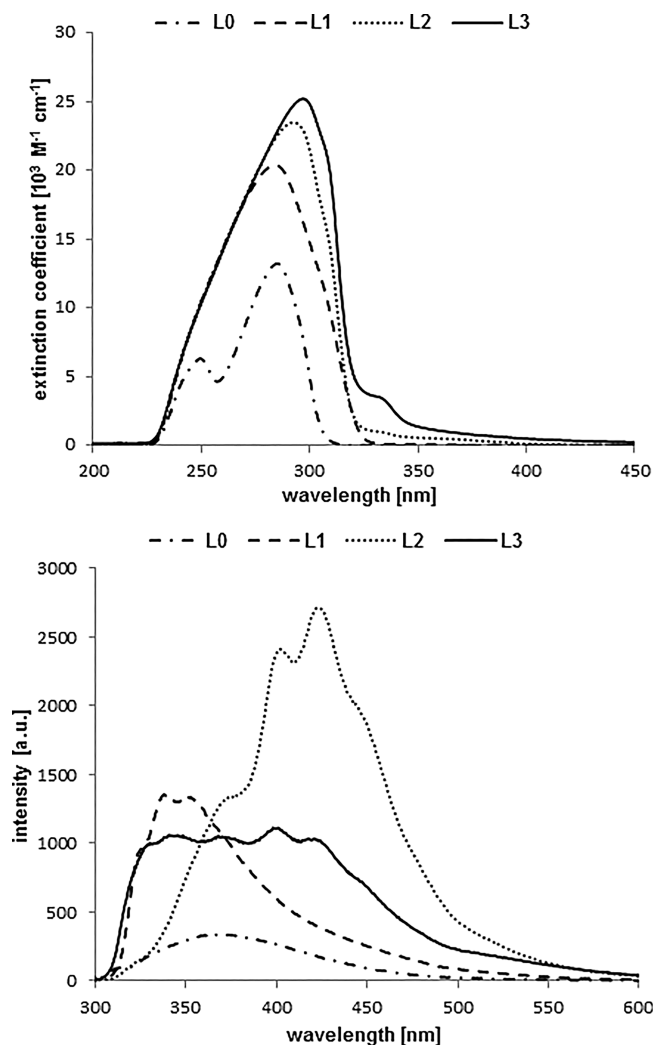 L0 L1 L2 L3
extinction coefficient [10³ M⁻¹ cm⁻¹]
30
25
20
15
10
5
0
200 250 300 350 400 450
wavelength [nm]
L0 L1 L2 L3
intensity [a.u.]
3000
2500
2000
1500
1000
500
0
300 350 400 450 500 550 600
wavelength [nm]